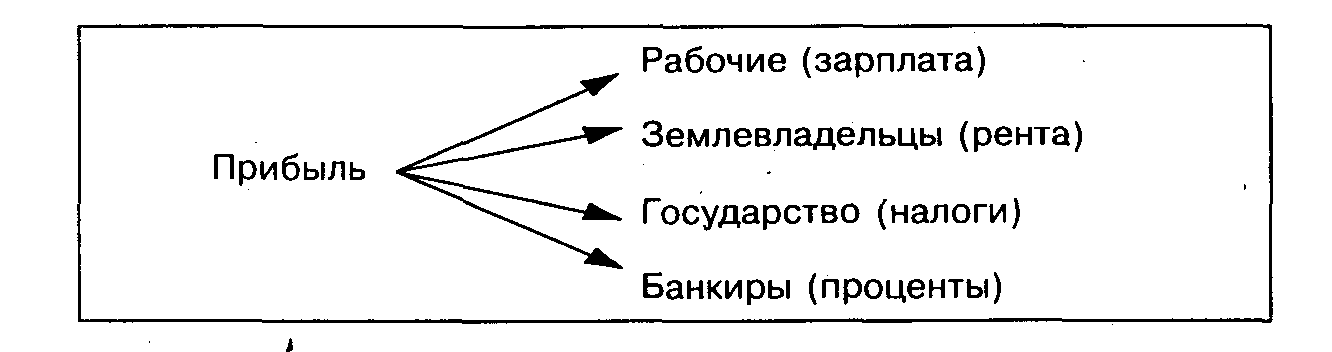 Рабочие (зарплата)
Землевладельцы (рента)
Прибыль
Государство (налоги)
Банкиры (проценты)